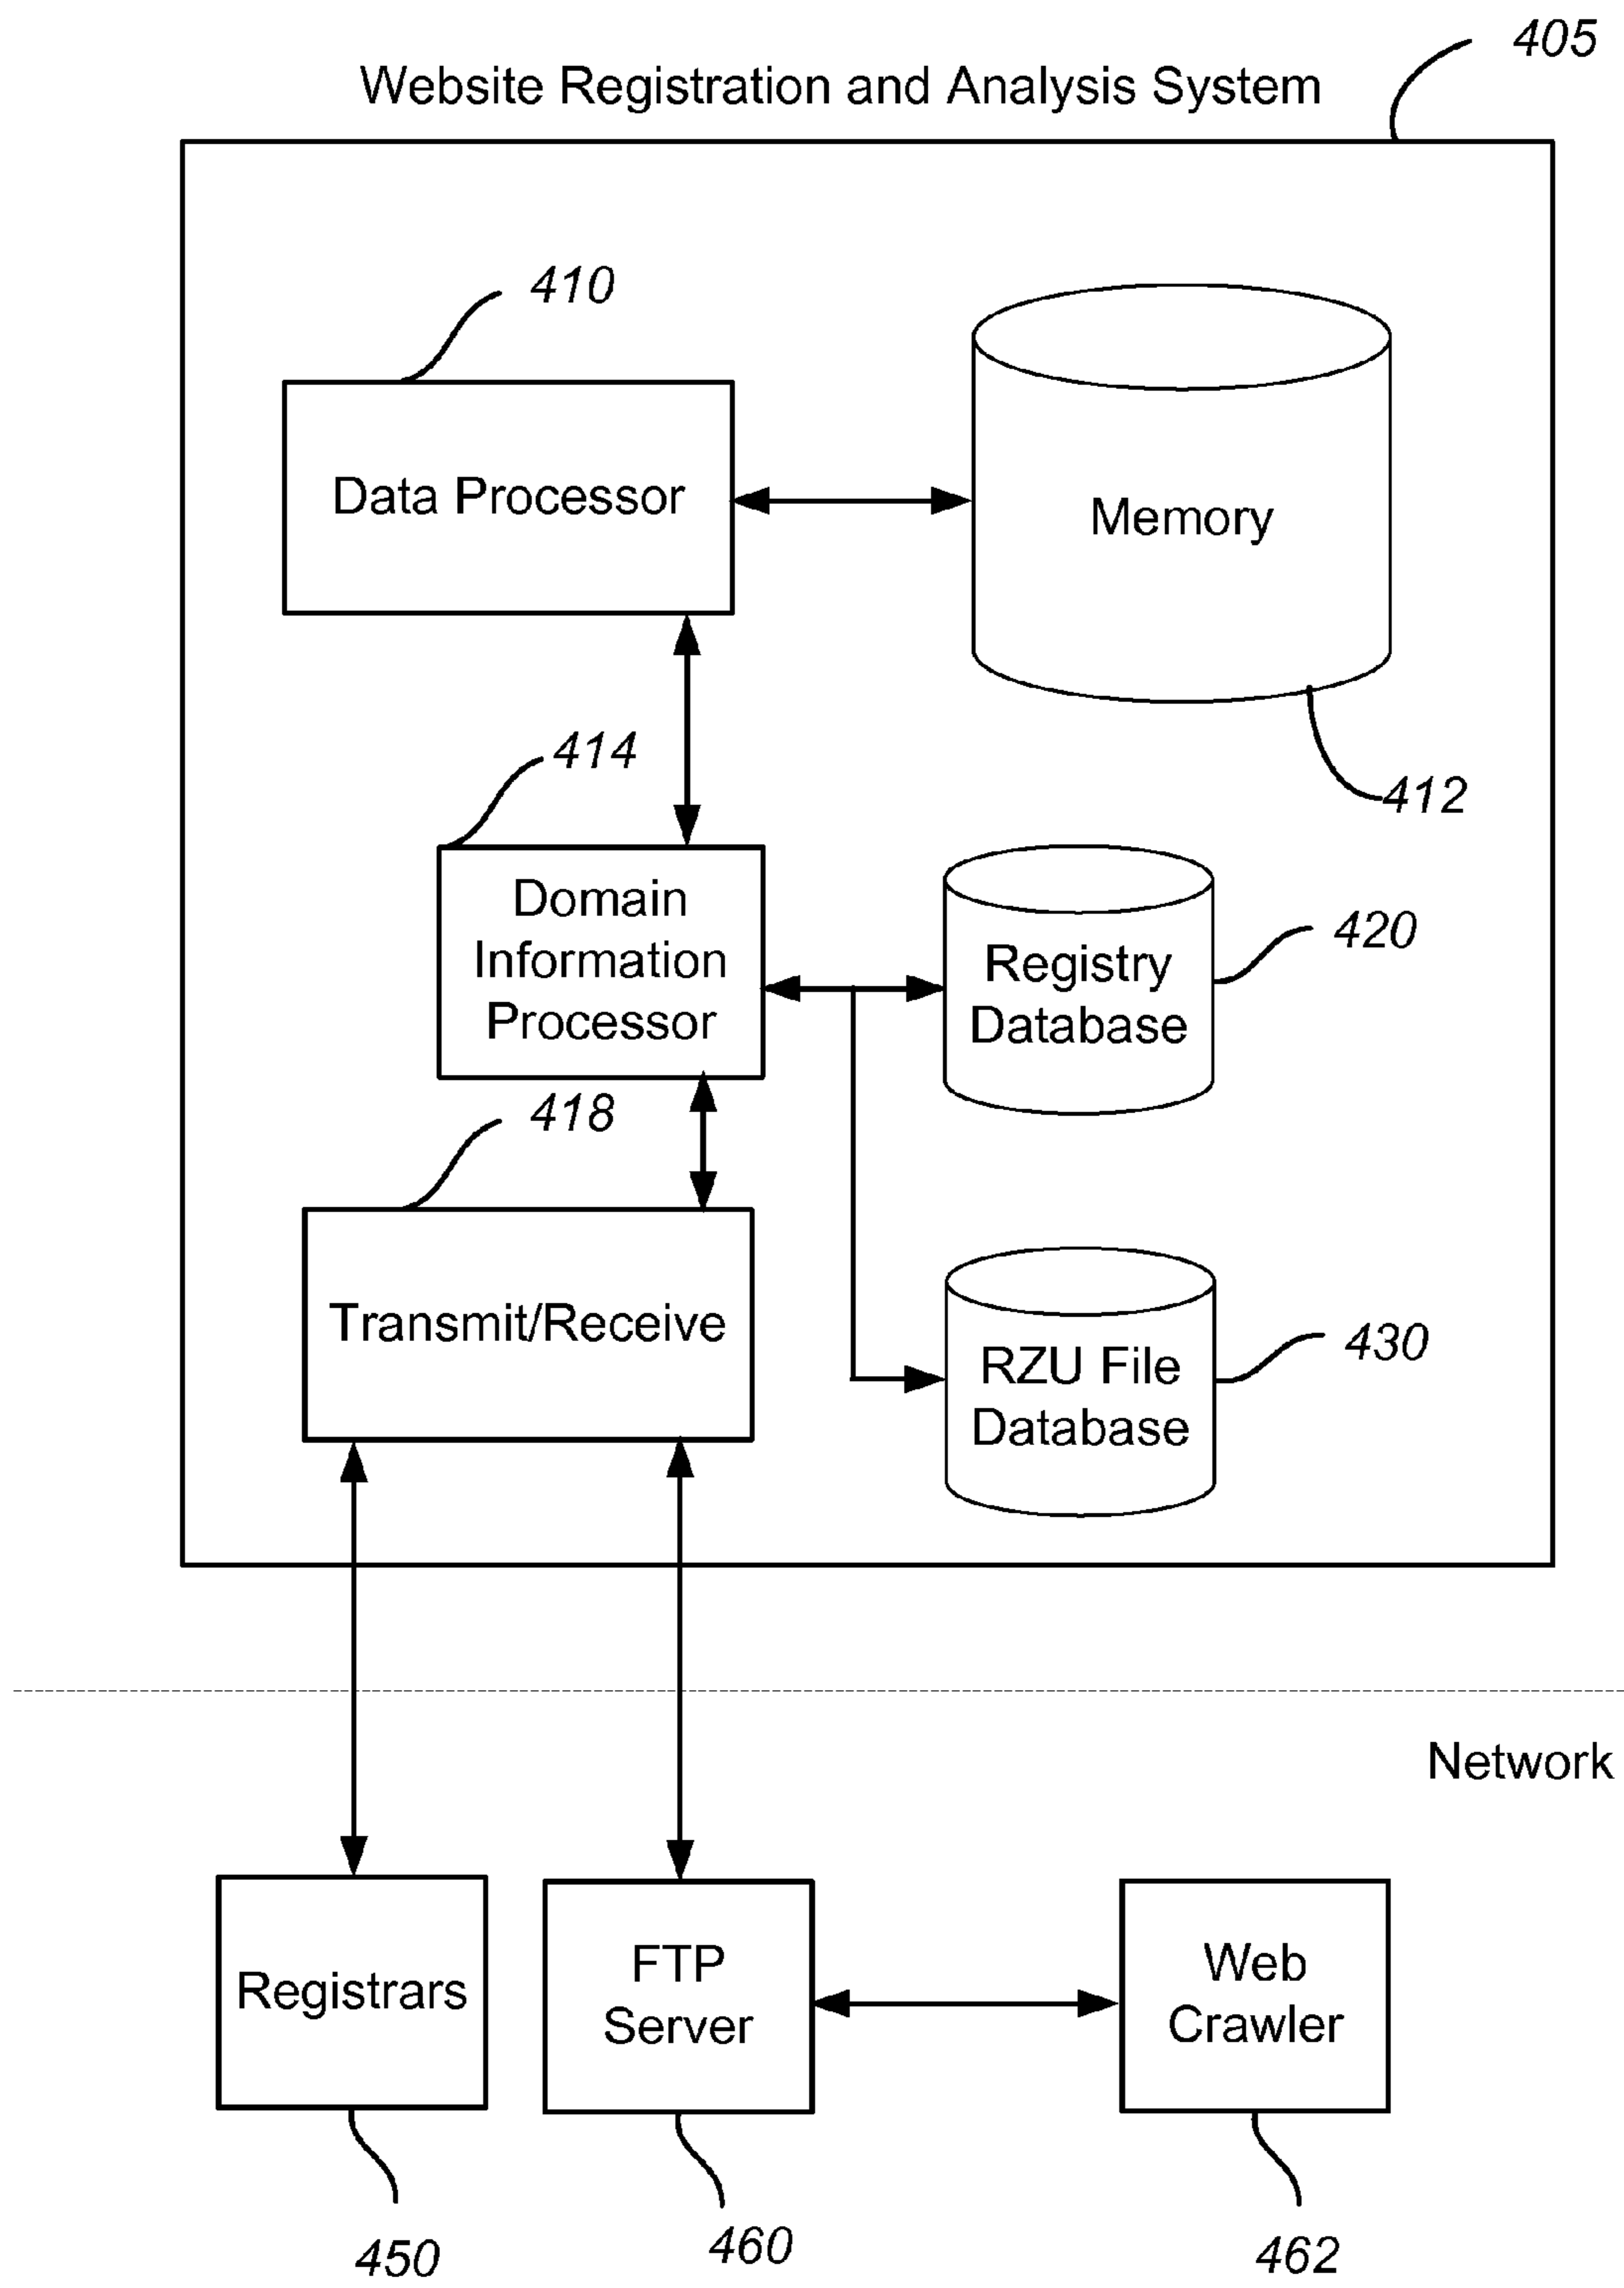 405
Website Registration and Analysis System
410
Data Processor
Memory
414
412
Domain
Information
Processor
420
Registry
Database
418
Transmit/Receive
430
RZU File
Database
Network
Registrars
FTP
Server
Web
Crawler
450
460
462